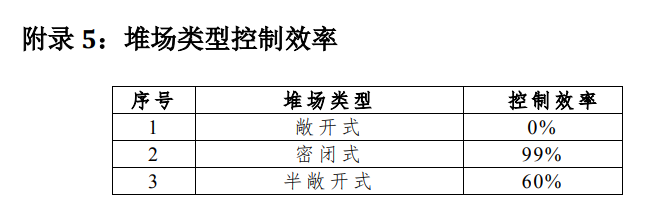 附录 5：堆场类型控制效率
序号 堆场类型 控制效率
1 敞开式 0%
2 密闭式 99%
3 半敞开式 60%